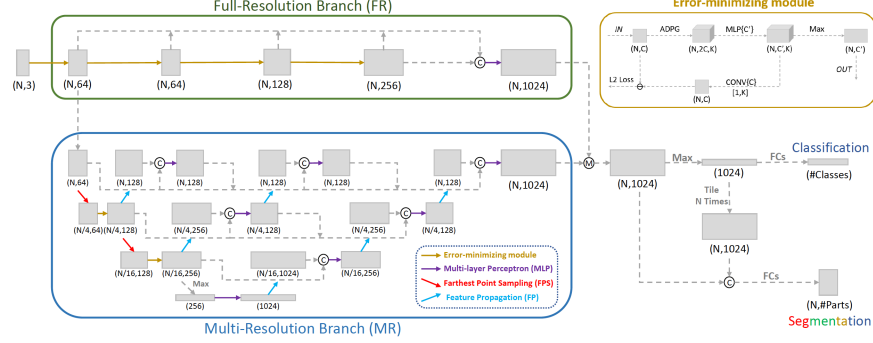 Full-Resolution Branch (FR)
(N,3)
(N,64)
(N,64)
(N,128)
(N,256)
C
(N,1024)
Error-minimizing module
IN
ADPG
MLP{C'}
Max
(N,C)
(N,2C,K)
(N,C',K)
(N,C')
L2 Loss
CONV{C}
[1,K]
(N,C)
OUT
(N,64)
(N,128)
C
(N,128)
(N,128)
C
(N,128)
(N,128)
C
(N,1024)
(N/4,64)
(N/4,128)
(N/4,256)
C
(N/4,128)
(N/4,256)
C
(N/4,128)
(N/16,128)
(N/16,256)
(N/16,1024)
C
(N/16,256)
Max
(256)
(1024)
Error-minimizing module
Multi-layer Perceptron (MLP)
Farthest Point Sampling (FPS)
Feature Propagation (FP)
Multi-Resolution Branch (MR)
M
(N,1024)
Max
(1024)
FCs
Classification
(#Classes)
Tile
N Times
(N,1024)
C
FCs
(N,#Parts)
Segmentation